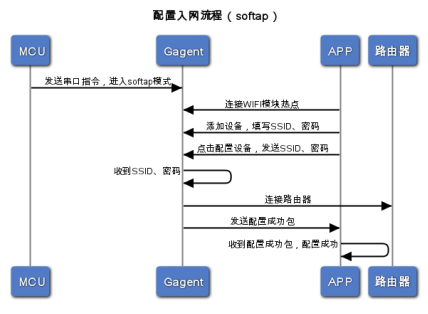 配置入网流程（softap）
MCU
Gagent
APP
路由器
发送串口指令，进入softap模式
连接WIFI模块热点
添加设备，填写SSID、密码
点击配置设备，发送SSID、密码
收到SSID、密码
连接路由器
发送配置成功包
收到配置成功包，配置成功
MCU
Gagent
APP
路由器